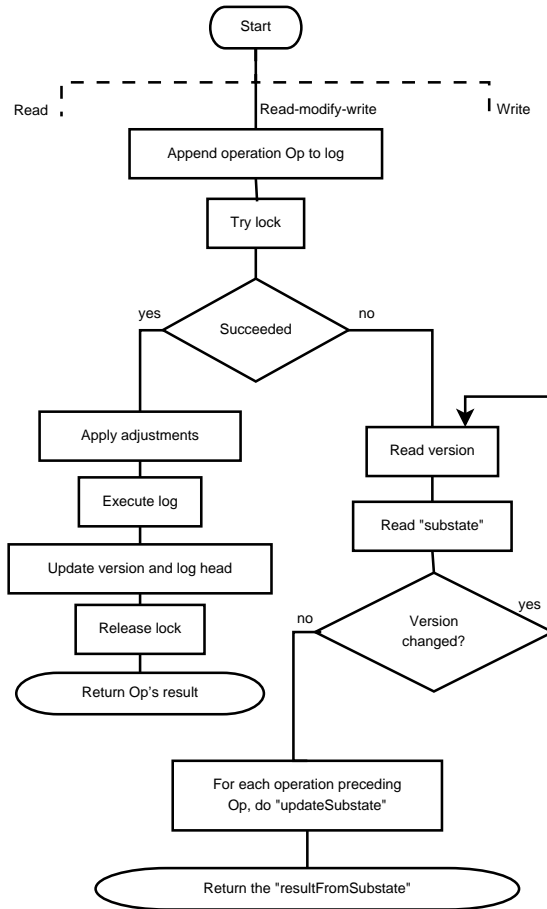 Start
Read
Read-modify-write
Write
Append operation Op to log
Try lock
yes
no
Succeeded
Apply adjustments
Read version
Execute log
Read "substate"
Update version and log head
no
yes
Version
changed?
Release lock
Return Op's result
For each operation preceding
Op, do "updateSubstate"
Return the "resultFromSubstate"